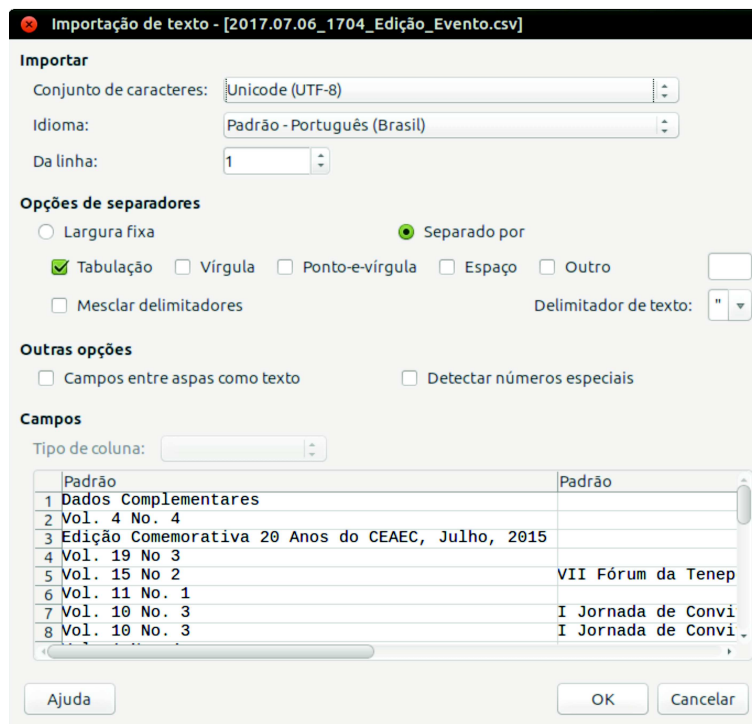 Importação de texto - [2017.07.06_1704_Edição_Evento.csv]
Importar
Conjunto de caracteres: Unicode (UTF-8)
Idioma: Padrão - Português (Brasil)
Da linha: 1
Opções de separadores
Largura fixa Separado por
Tabulação Vírgula Ponto-e-vírgula Espaço Outro
Mesclar delimitadores Delimitador de texto: "
Outras opções
Campos entre aspas como texto Detectar números especiais
Campos
Tipo de coluna:
Padrão Padrão
1 Dados Complementares
2 Vol. 4 No. 4
3 Edição Comemorativa 20 Anos do CEAEC, Julho, 2015
4 Vol. 19 No 3
5 Vol. 15 No 2 VII Fórum da Tenep
6 Vol. 11 No. 1
7 Vol. 10 No. 3 I Jornada de Convi
8 Vol. 10 No. 3 I Jornada de Convi
Ajuda OK Cancelar